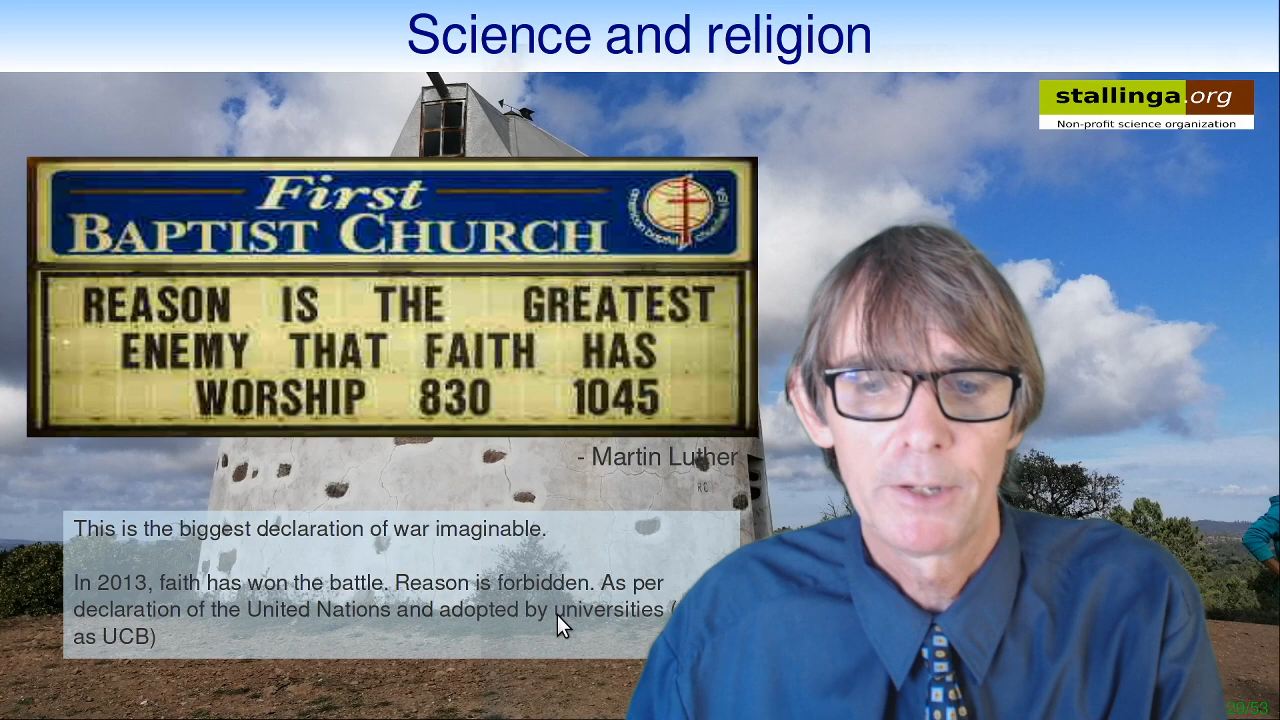 Science and religion
stallinga.org
Non-profit science organization
First
BAPTIST CHURCH
REASON IS THE GREATEST
ENEMY THAT FAITH HAS
WORSHIP 830 1045
- Martin Luther
This is the biggest declaration of war imaginable.
In 2013, faith has won the battle. Reason is forbidden. As per
declaration of the United Nations and adopted by universities (
as UCB)
29/53